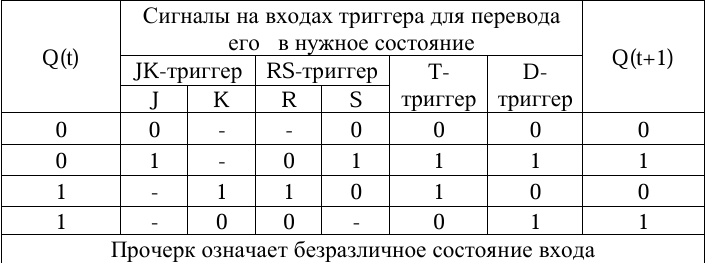 Q(t) Сигналы на входах триггера для перевода его в нужное состояние Q(t+1)
JK-триггер RS-триггер T-триггер D-триггер
J K R S
0 0 - - 0 0 0 0
0 1 - 0 1 1 1 1
1 - 1 1 0 1 0 0
1 - 0 0 - 0 1 1
Прочерк означает безразличное состояние входа